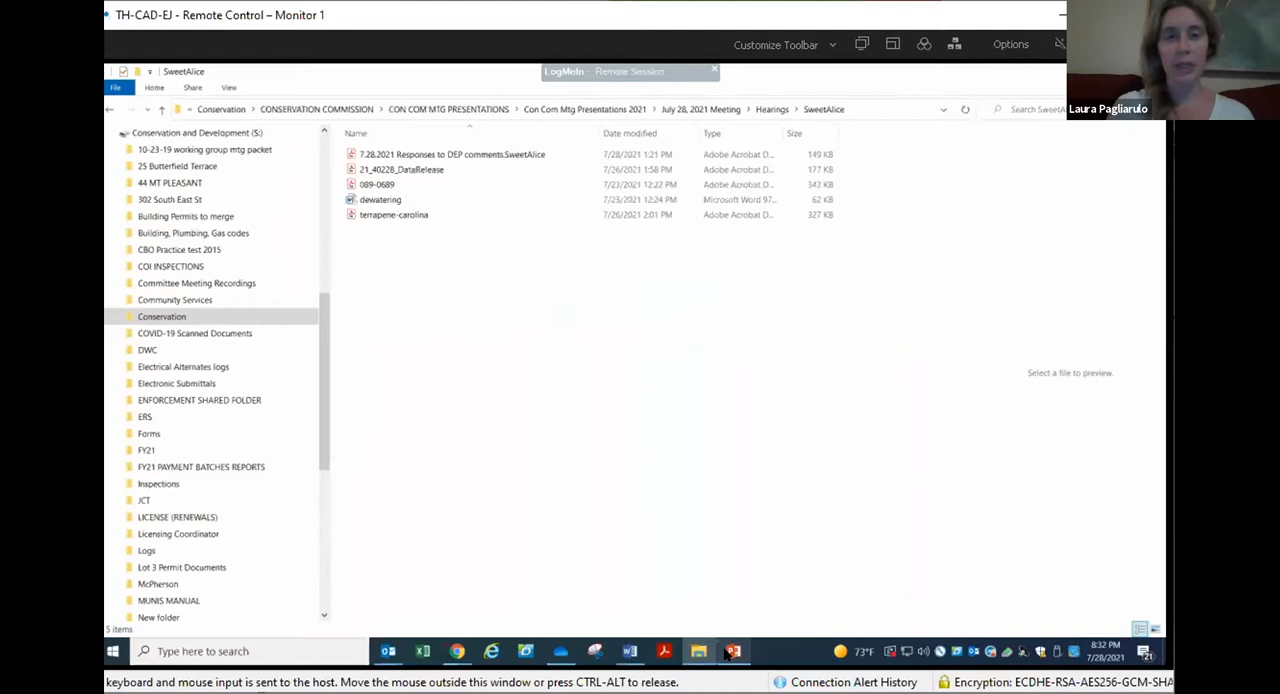 TH-CAD-EJ - Remote Control – Monitor 1
Customize Toolbar
Options
Laura Pagliarulo
SweetAlice
LogMeIn - Remote Session
File Home Share View
« Conservation > CONSERVATION COMMISSION > CON COM MTG PRESENTATIONS > Con Com Mtg Presentations 2021 > July 28, 2021 Meeting > Hearings > SweetAlice
Search SweetA
Name Date modified Type Size
7.28.2021 Responses to DEP comments.SweetAlice 7/28/2021 1:21 PM Adobe Acrobat D... 149 KB
21_40228_DataRelease 7/26/2021 1:58 PM Adobe Acrobat D... 177 KB
089-0689 7/23/2021 12:22 PM Adobe Acrobat D... 343 KB
dewatering 7/23/2021 12:24 PM Microsoft Word 97... 62 KB
terrapene-carolina 7/26/2021 2:01 PM Adobe Acrobat D... 327 KB
Conservation and Development (S:)
10-23-19 working group mtg packet
25 Butterfield Terrace
44 MT PLEASANT
302 South East St
Building Permits to merge
Building, Plumbing, Gas codes
CBO Practice test 2015
COI INSPECTIONS
Committee Meeting Recordings
Community Services
Conservation
COVID-19 Scanned Documents
DWC
Electrical Alternates logs
Electronic Submittals
ENFORCEMENT SHARED FOLDER
ERS
Forms
FY21
FY21 PAYMENT BATCHES REPORTS
Inspections
JCT
LICENSE (RENEWALS)
Licensing Coordinator
Logs
Lot 3 Permit Documents
McPherson
MUNIS MANUAL
New folder
Select a file to preview.
5 items
Type here to search
73°F
8:32 PM
7/28/2021
21
keyboard and mouse input is sent to the host. Move the mouse outside this window or press CTRL-ALT to release.
Connection Alert History
Encryption: ECDHE-RSA-AES256-GCM-SHA